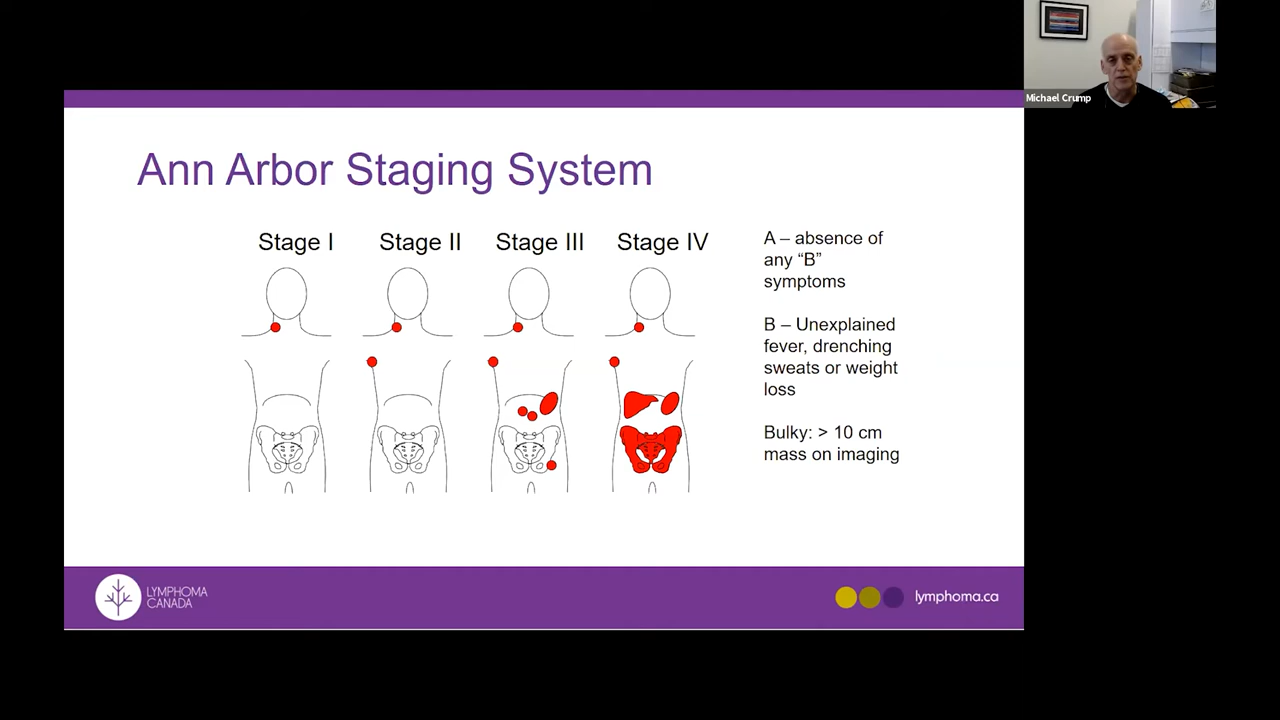 Michael Crump
Ann Arbor Staging System
Stage I
Stage II
Stage III
Stage IV
A – absence of
any “B”
symptoms
B – Unexplained
fever, drenching
sweats or weight
loss
Bulky: > 10 cm
mass on imaging
LYMPHOMA
CANADA
lymphoma.ca